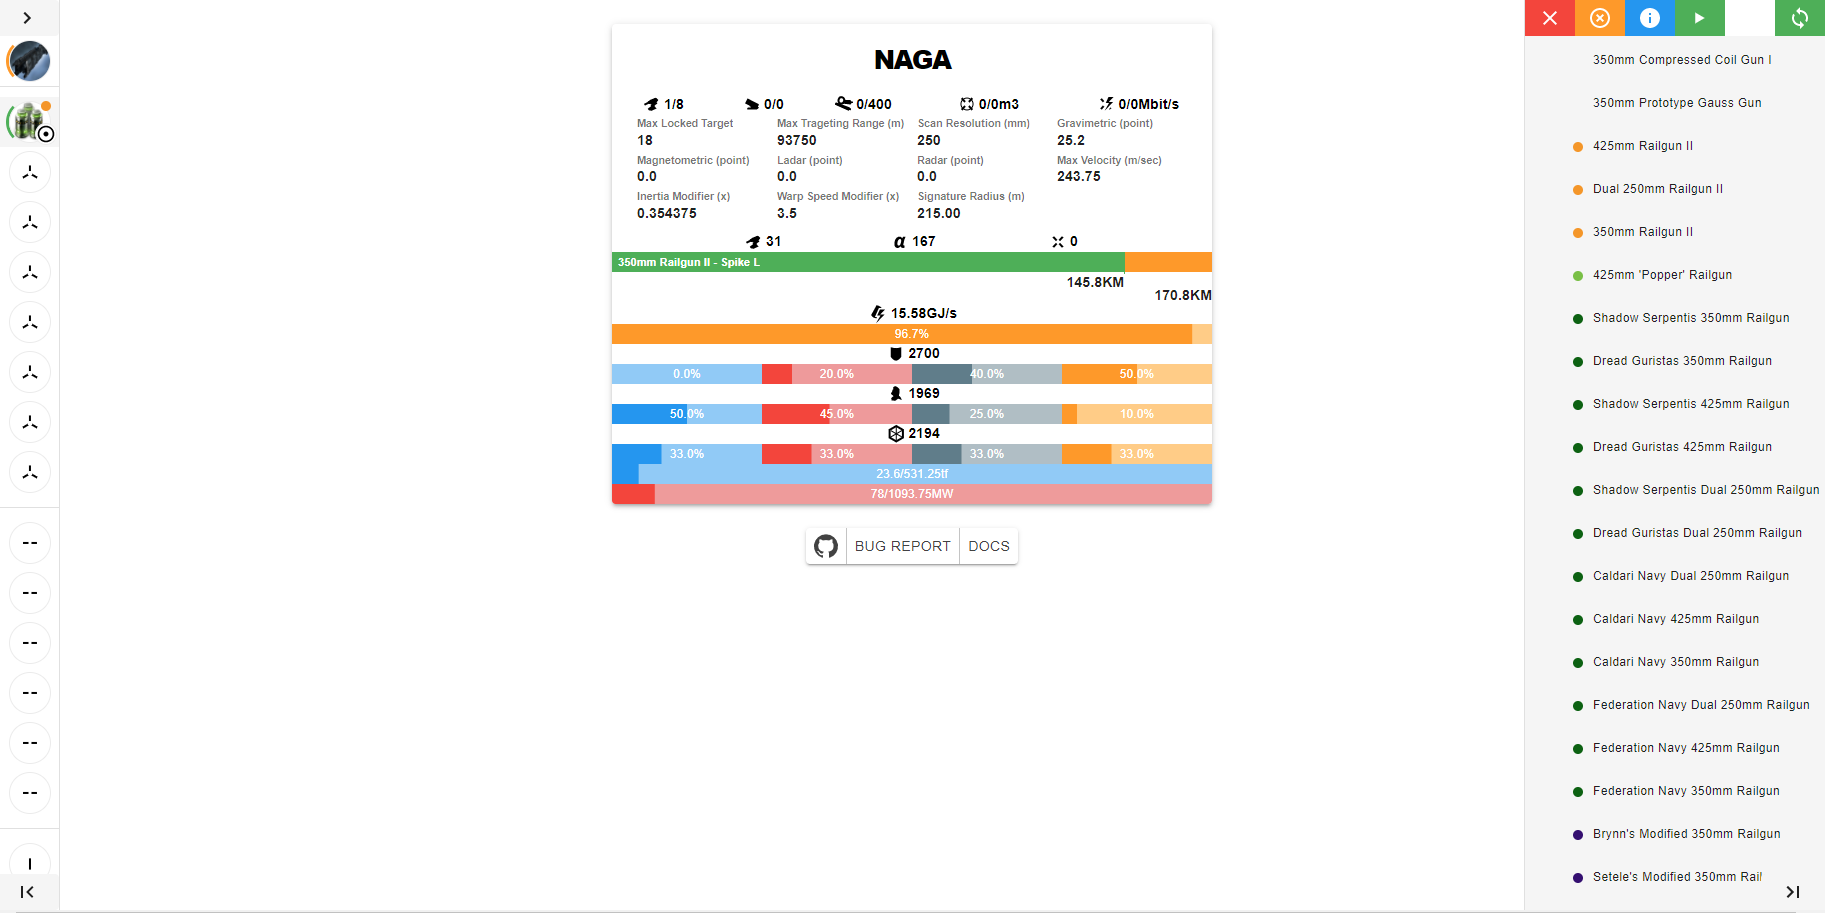 NAGA
1/8 0/0 0/400 0/0m3 0/0Mbit/s
Max Locked Target Max Trageting Range (m) Scan Resolution (mm) Gravimetric (point)
18 93750 250 25.2
Magnetometric (point) Ladar (point) Radar (point) Max Velocity (m/sec)
0.0 0.0 0.0 243.75
Inertia Modifier (x) Warp Speed Modifier (x) Signature Radius (m)
0.354375 3.5 215.00
31 α 167 0
350mm Railgun II - Spike L
145.8KM
170.8KM
15.58GJ/s
96.7%
2700
0.0% 20.0% 40.0% 50.0%
1969
50.0% 45.0% 25.0% 10.0%
2194
33.0% 33.0% 33.0% 33.0%
23.6/531.25tf
78/1093.75MW
BUG REPORT DOCS
350mm Compressed Coil Gun I
350mm Prototype Gauss Gun
425mm Railgun II
Dual 250mm Railgun II
350mm Railgun II
425mm 'Popper' Railgun
Shadow Serpentis 350mm Railgun
Dread Guristas 350mm Railgun
Shadow Serpentis 425mm Railgun
Dread Guristas 425mm Railgun
Shadow Serpentis Dual 250mm Railgun
Dread Guristas Dual 250mm Railgun
Caldari Navy Dual 250mm Railgun
Caldari Navy 425mm Railgun
Caldari Navy 350mm Railgun
Federation Navy Dual 250mm Railgun
Federation Navy 425mm Railgun
Federation Navy 350mm Railgun
Brynn's Modified 350mm Railgun
Setele's Modified 350mm Rail